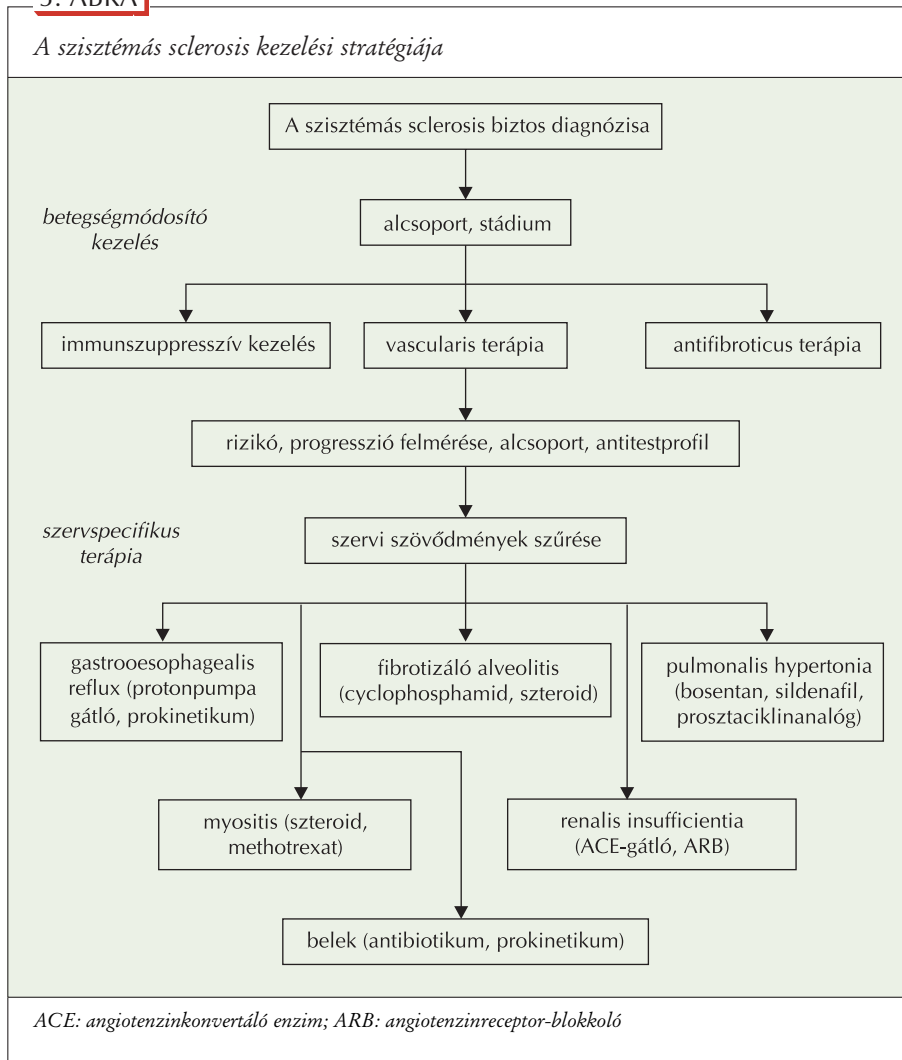 ÁBRA
A szisztémás sclerosis kezelési stratégiája
A szisztémás sclerosis biztos diagnózisa
betegségmódosító
kezelés
alcsoport, stádium
immunszuppresszív kezelés
vascularis terápia
antifibroticus terápia
rizikó, progresszió felmérése, alcsoport, antitestprofil
szervspecifikus
terápia
szervi szövődmények szűrése
gastrooesophagealis
reflux (protonpumpa
gátló, prokinetikum)
fibrotizáló alveolitis
(cyclophosphamid, szteroid)
pulmonalis hypertonia
(bosentan, sildenafil,
prosztaciklinanalóg)
myositis (szteroid,
methotrexat)
renalis insufficientia
(ACE-gátló, ARB)
belek (antibiotikum, prokinetikum)
ACE: angiotenzinkonvertáló enzim; ARB: angiotenzinreceptor-blokkoló